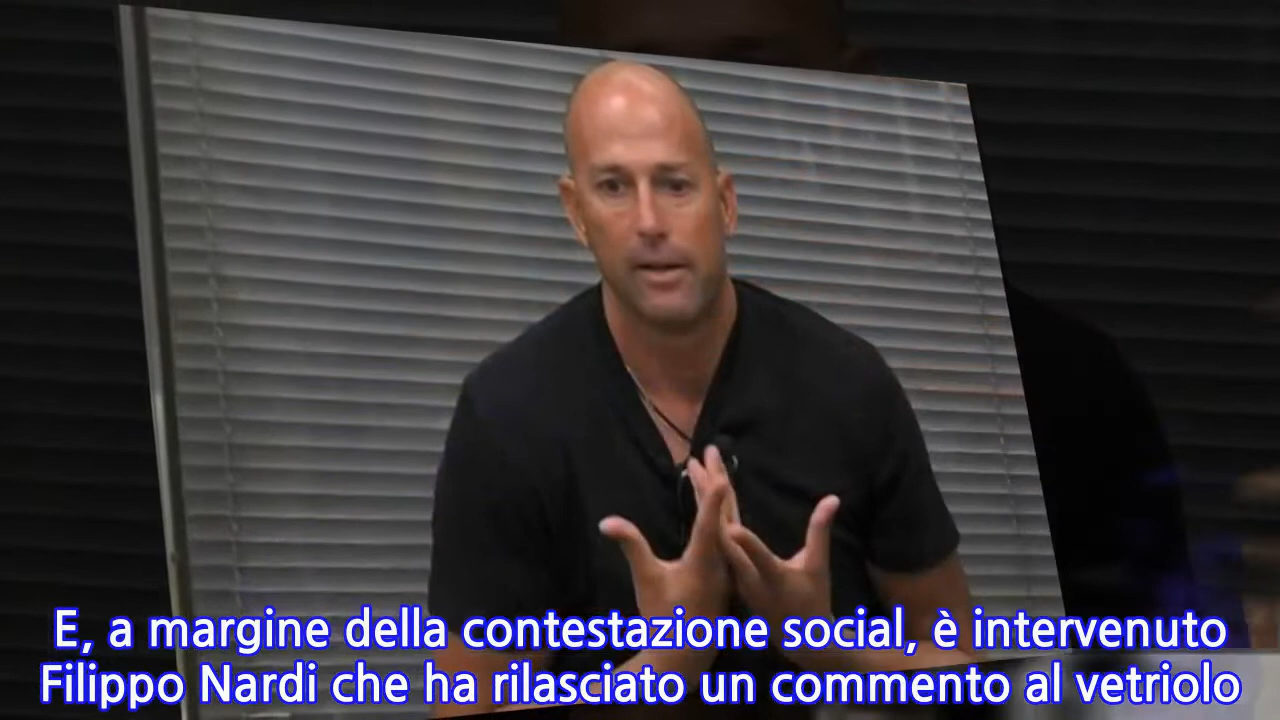 E, a margine della contestazione social, è intervenuto
Filippo Nardi che ha rilasciato un commento al vetriolo